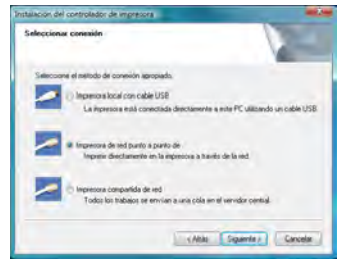 Instalación del controlador de impresora
Seleccionar conexión
Seleccione el método de conexión apropiado.
Impresora local con cable USB
La impresora está conectada directamente a este PC utilizando un cable USB
Impresora de red punto a punto de
Imprime directamente en la impresora a través de la red.
Impresora compartida de red
Todos los trabajos se envían a una cola en el servidor central.
< Atrás
Siguiente >
Cancelar